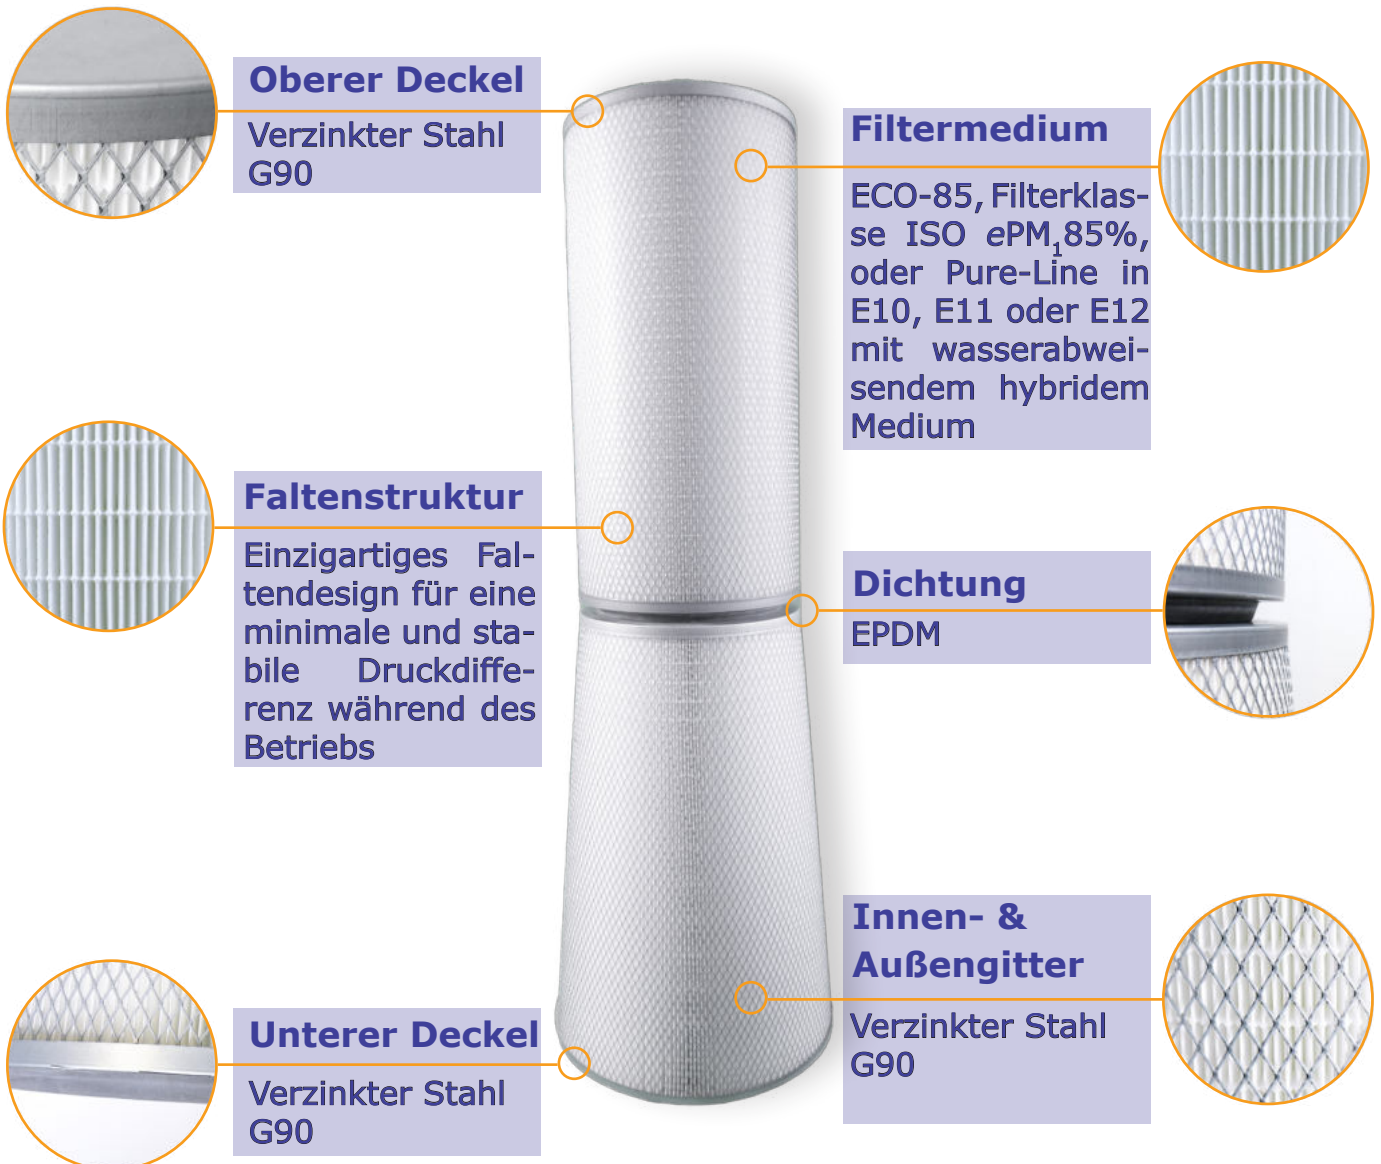 Oberer Deckel
Verzinkter Stahl
G90
Filtermedium
ECO-85, Filterklas-
se ISO ePM₁85%,
oder Pure-Line in
E10, E11 oder E12
mit wasserabwei-
sendem hybridem
Medium
Faltenstruktur
Einzigartiges Fal-
tendesign für eine
minimale und sta-
bile Druckdiffe-
renz während des
Betriebs
Dichtung
EPDM
Innen- &
Außengitter
Verzinkter Stahl
G90
Unterer Deckel
Verzinkter Stahl
G90